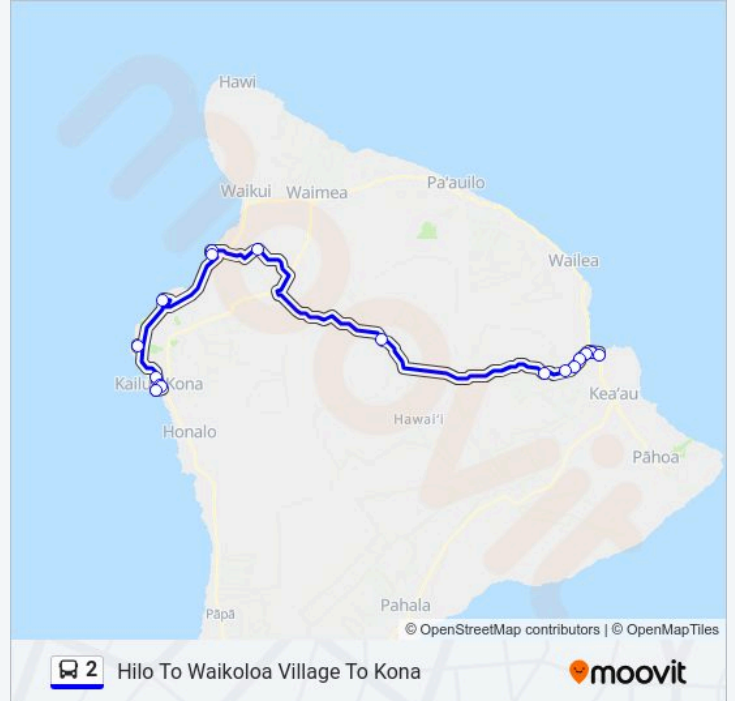 Hawi
Waikui
Waimea
Pa'auilo
Wailea
Kailua-Kona
Kea'au
Hawai'i
Honalo
Pāhoa
Pāpā
Pahala
© OpenStreetMap contributors | © OpenMapTiles
2
Hilo To Waikoloa Village To Kona
moovit
moovit